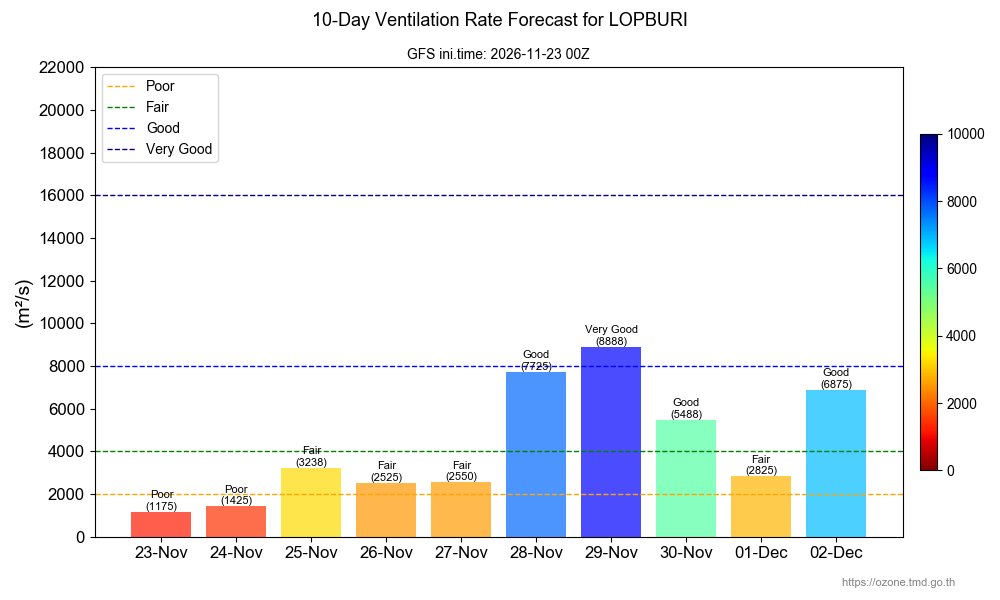 10-Day Ventilation Rate Forecast for LOPBURI
GFS ini.time: 2026-11-23 00Z
22000
20000
18000
16000
14000
12000
10000
8000
6000
4000
2000
0
(m²/s)
Poor
Fair
Good
Very Good
Poor
(1175)
Poor
(1425)
Fair
(3238)
Fair
(2525)
Fair
(2550)
Good
(7725)
Very Good
(8888)
Good
(5488)
Fair
(2825)
Good
(6875)
23-Nov
24-Nov
25-Nov
26-Nov
27-Nov
28-Nov
29-Nov
30-Nov
01-Dec
02-Dec
10000
8000
6000
4000
2000
0
https://ozone.tmd.go.th